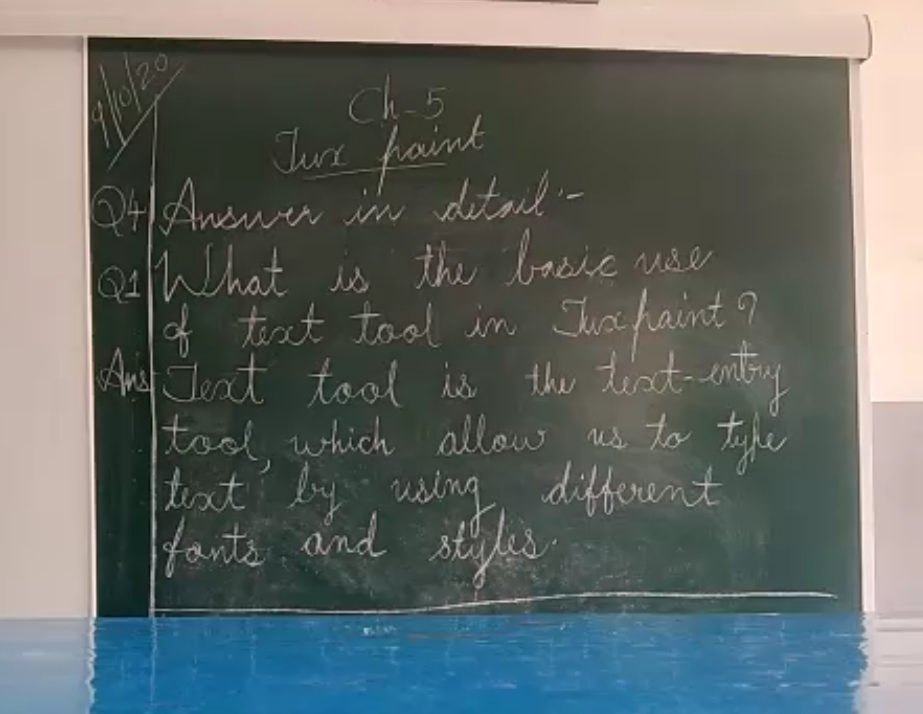 9/10/20
Ch-5
Tux paint
Q4 Answer in detail:-
Q1 What is the basic use
of text tool in Tuxpaint?
Ans Text tool is the text-entry
tool, which allow us to type
text by using different
fonts and styles.